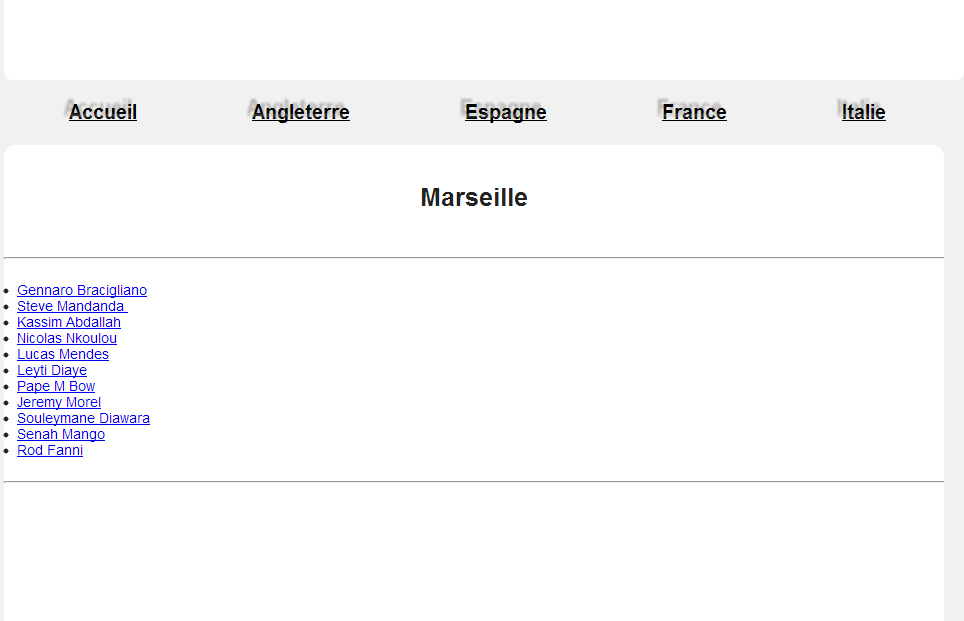 Accueil Angleterre Espagne France Italie
Marseille
Gennaro Bracigliano
Steve Mandanda
Kassim Abdallah
Nicolas Nkoulou
Lucas Mendes
Leyti Diaye
Pape M Bow
Jeremy Morel
Souleymane Diawara
Senah Mango
Rod Fanni